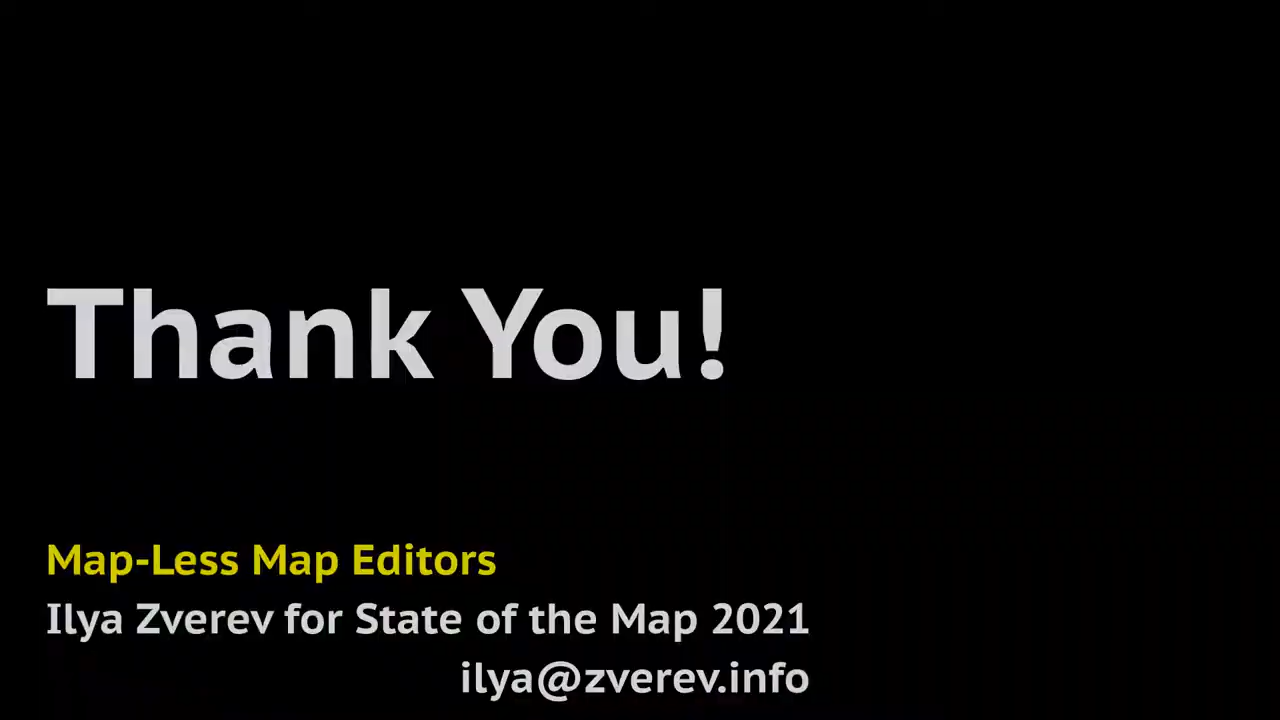 Thank You!
Map-Less Map Editors
Ilya Zverev for State of the Map 2021
ilya@zverev.info